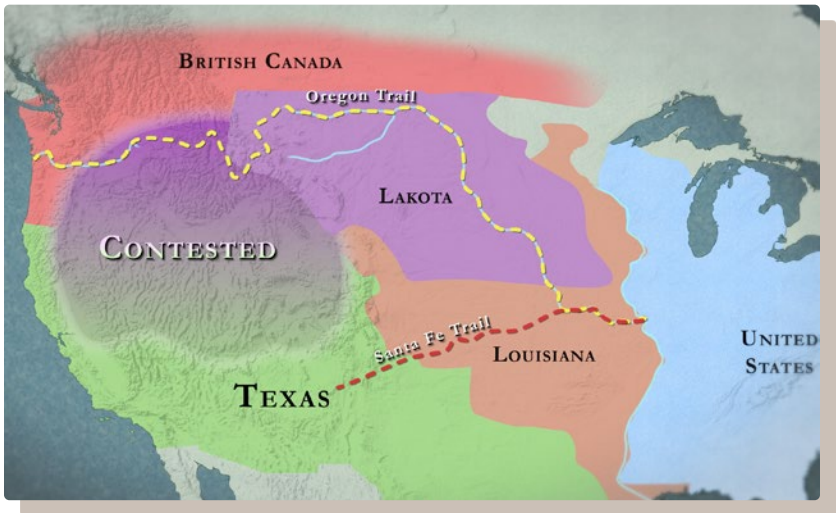 British Canada
Oregon Trail
Lakota
Contested
Santa Fe Trail
Louisiana
United
States
Texas